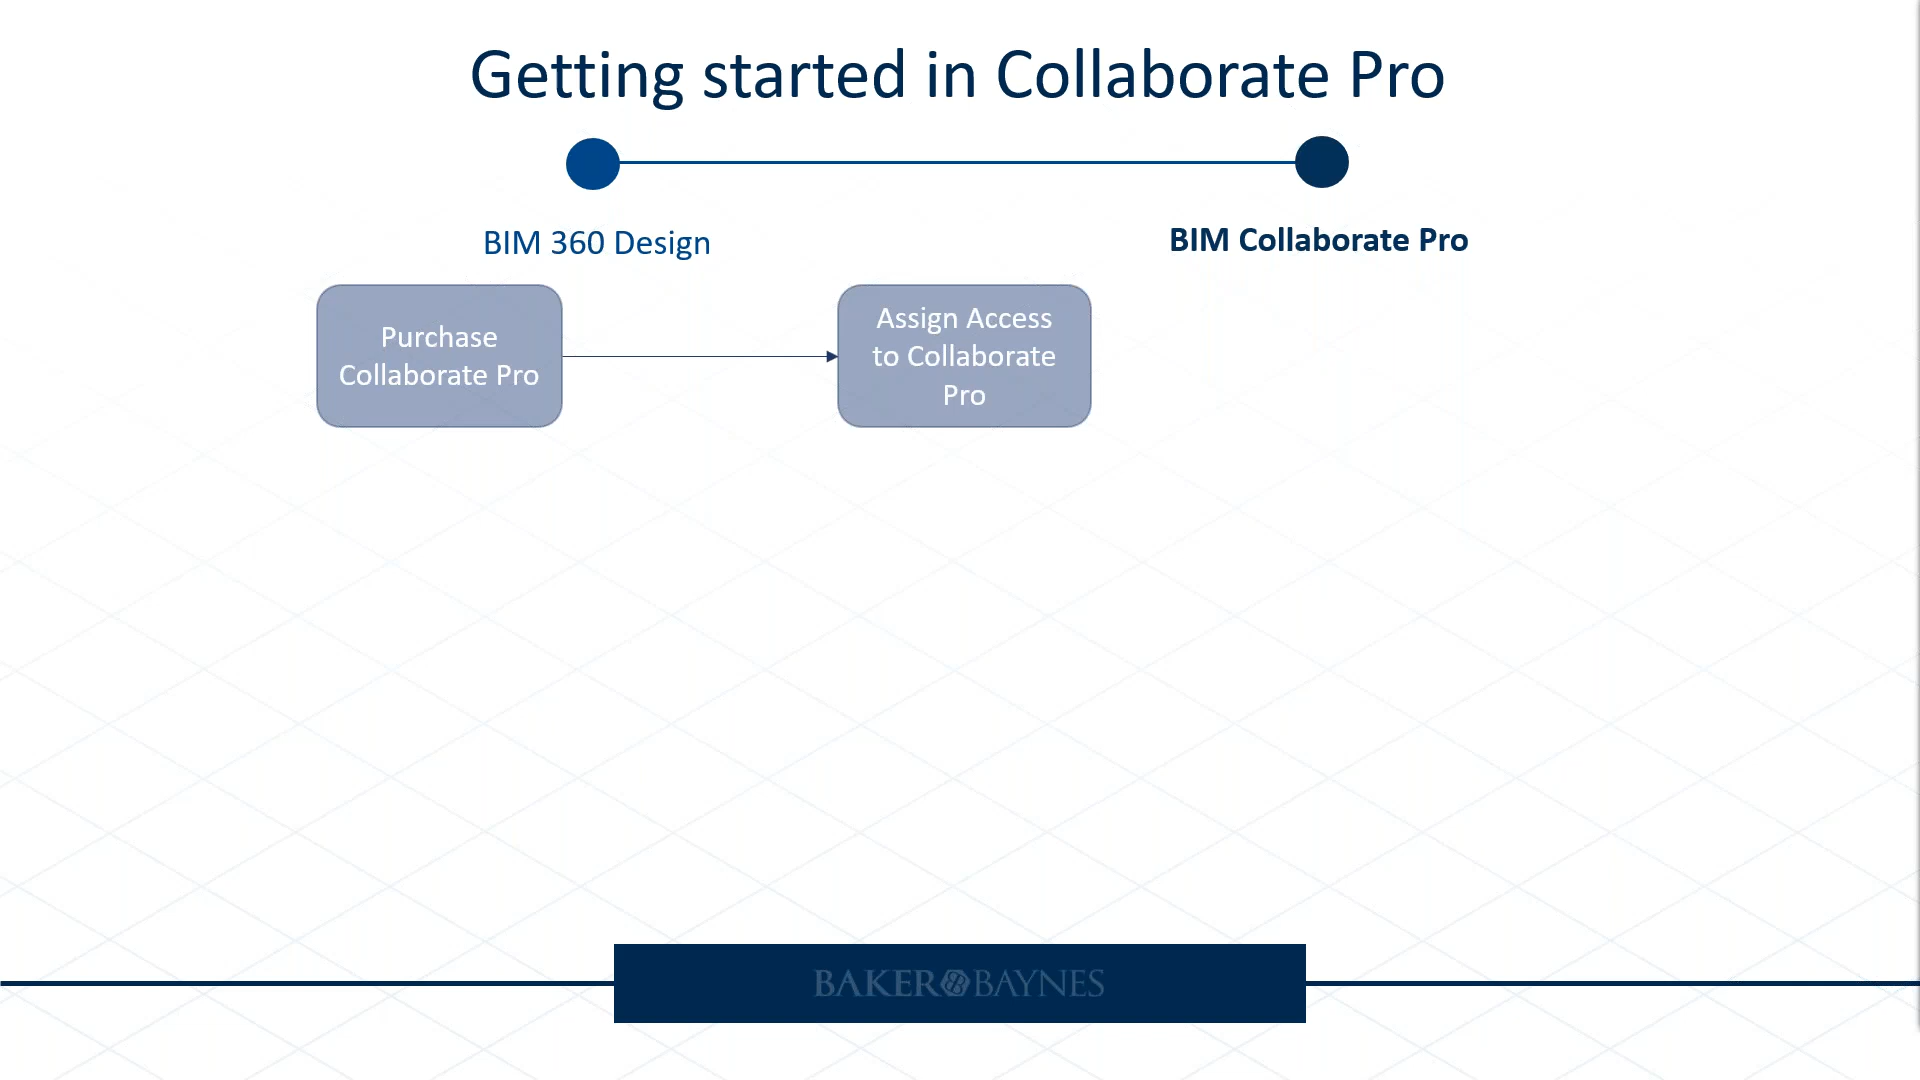 Getting started in Collaborate Pro
BIM 360 Design
BIM Collaborate Pro
Purchase
Collaborate Pro
Assign Access
to Collaborate
Pro
BAKER BAYNES